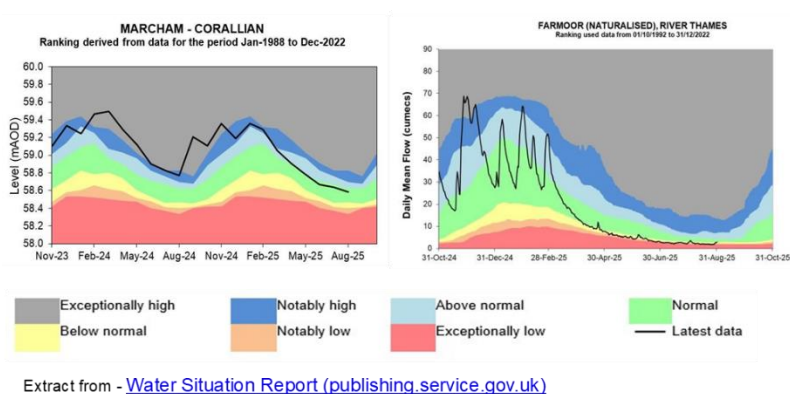 MARCHAM - CORALLIAN
Ranking derived from data for the period Jan-1988 to Dec-2022
Level (mAOD)
60.0
59.8
59.6
59.4
59.2
59.0
58.8
58.6
58.4
58.2
58.0
Nov-23 Feb-24 May-24 Aug-24 Nov-24 Feb-25 May-25 Aug-25
FARMOOR (NATURALISED), RIVER THAMES
Ranking used data from 01/10/1992 to 31/12/2022
Daily Mean Flow (cumecs)
90
80
70
60
50
40
30
20
10
0
31-Oct-24 31-Dec-24 28-Feb-25 30-Apr-25 30-Jun-25 31-Aug-25 31-Oct-25
Exceptionally high Notably high Above normal Normal
Below normal Notably low Exceptionally low Latest data
Extract from - Water Situation Report (publishing.service.gov.uk)